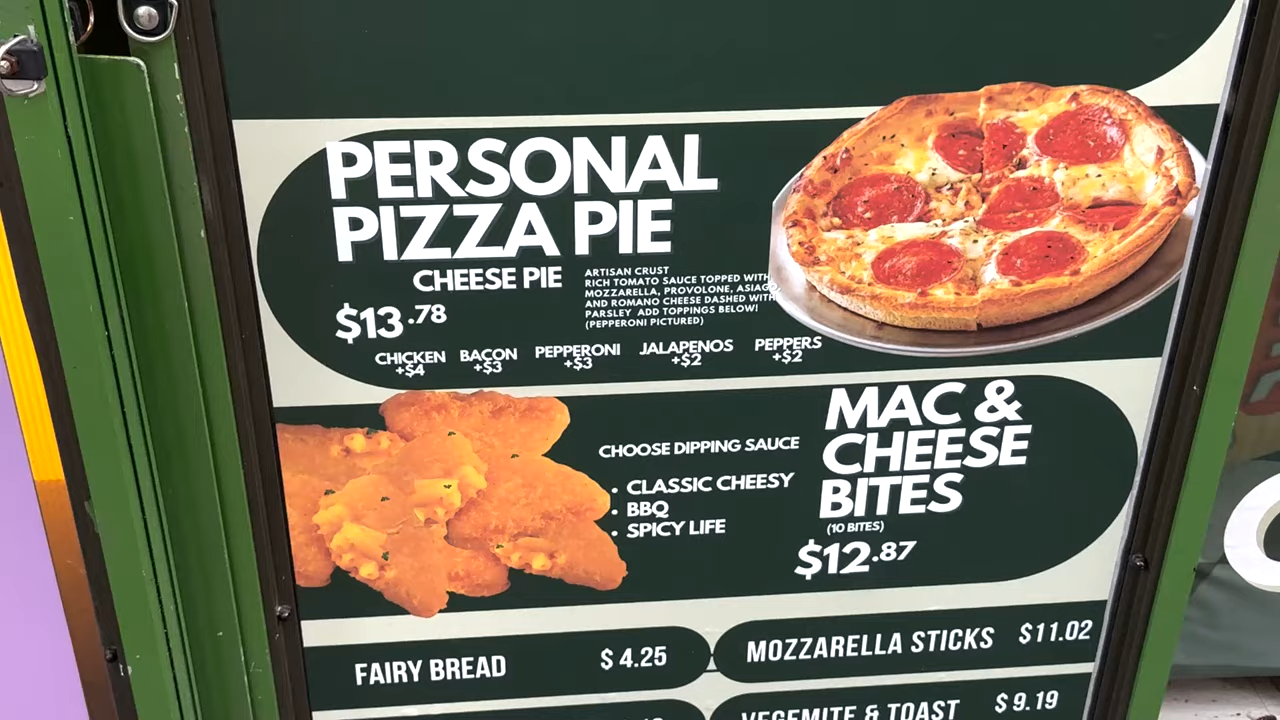 PERSONAL
PIZZA PIE
CHEESE PIE
$13.78
ARTISAN CRUST
RICH TOMATO SAUCE TOPPED WITH
MOZZARELLA, PROVOLONE, ASIAGO,
AND ROMANO CHEESE DASHED WITH
PARSLEY ADD TOPPINGS BELOW!
(PEPPERONI PICTURED)
CHICKEN +$4
BACON +$3
PEPPERONI +$3
JALAPENOS +$2
PEPPERS +$2
CHOOSE DIPPING SAUCE
• CLASSIC CHEESY
• BBQ
• SPICY LIFE
MAC &
CHEESE
BITES
(10 BITES)
$12.87
FAIRY BREAD $ 4.25
MOZZARELLA STICKS $11.02
VEGEMITE & TOAST $ 9.19